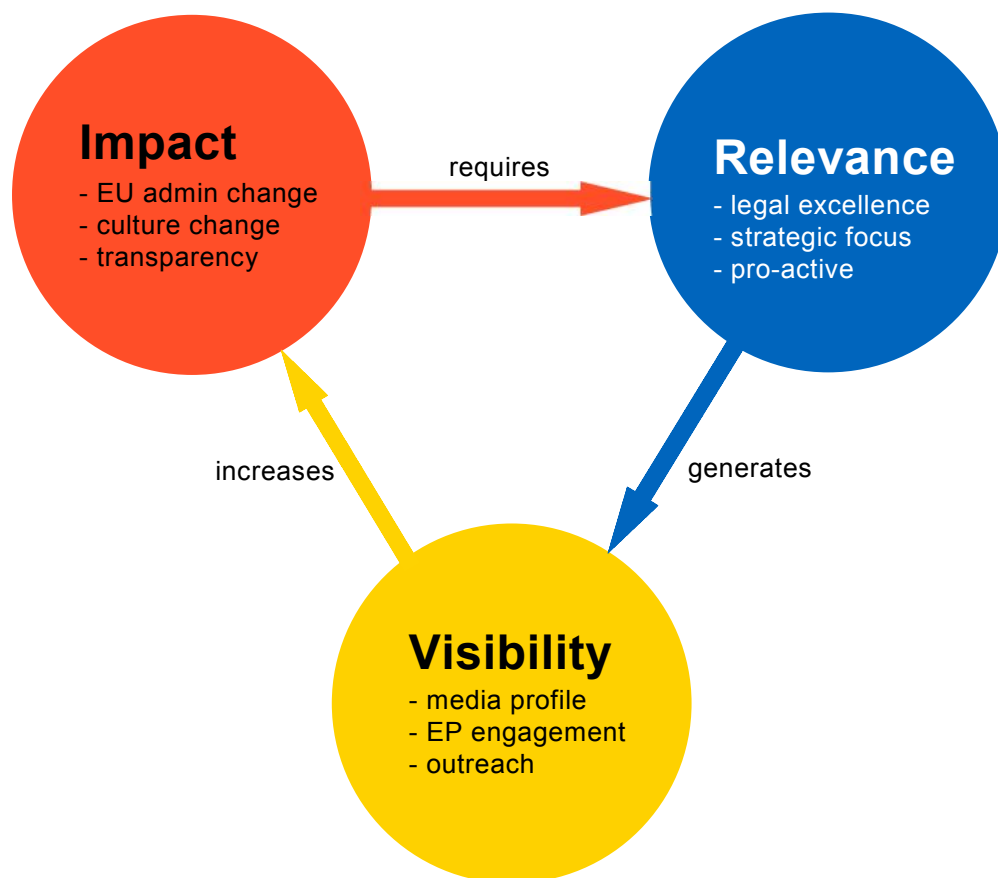 Impact
- EU admin change
- culture change
- transparency
requires
Relevance
- legal excellence
- strategic focus
- pro-active
increases
generates
Visibility
- media profile
- EP engagement
- outreach